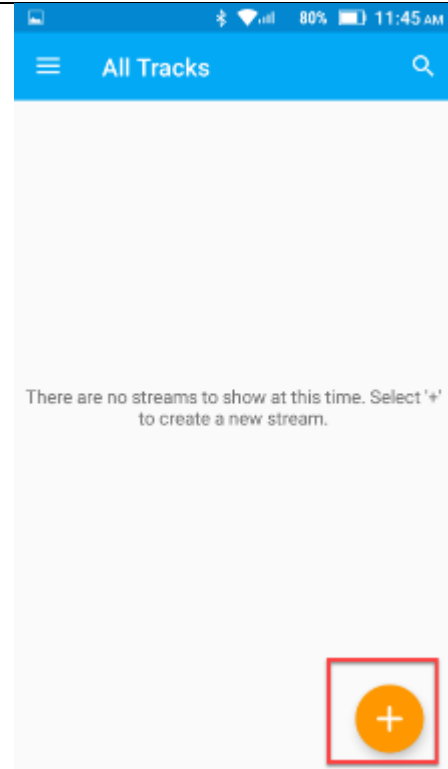 80% 11:45 AM
All Tracks
There are no streams to show at this time. Select '+'
to create a new stream.
+